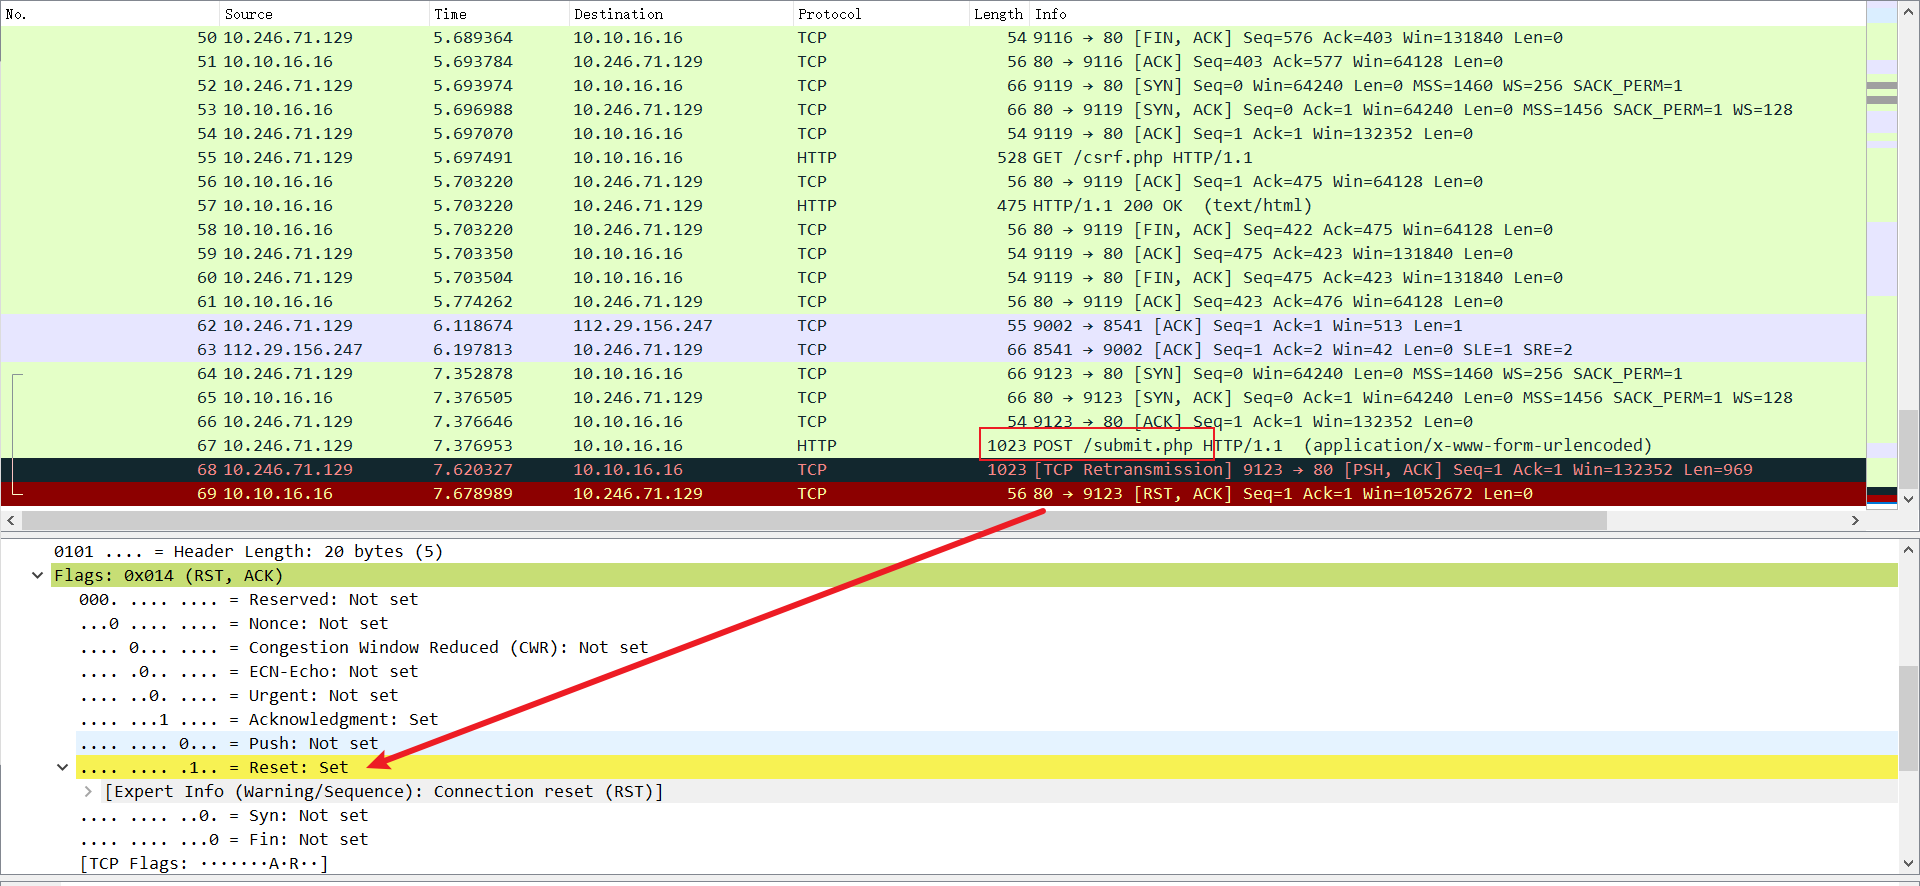 No. Source Time Destination Protocol Length Info
50 10.246.71.129 5.689364 10.10.16.16 TCP 54 9116 → 80 [FIN, ACK] Seq=576 Ack=403 Win=131840 Len=0
51 10.10.16.16 5.693784 10.246.71.129 TCP 56 80 → 9116 [ACK] Seq=403 Ack=577 Win=64128 Len=0
52 10.246.71.129 5.693974 10.10.16.16 TCP 66 9119 → 80 [SYN] Seq=0 Win=64240 Len=0 MSS=1460 WS=256 SACK_PERM=1
53 10.10.16.16 5.696988 10.246.71.129 TCP 66 80 → 9119 [SYN, ACK] Seq=0 Ack=1 Win=64240 Len=0 MSS=1456 SACK_PERM=1 WS=128
54 10.246.71.129 5.697070 10.10.16.16 TCP 54 9119 → 80 [ACK] Seq=1 Ack=1 Win=132352 Len=0
55 10.246.71.129 5.697491 10.10.16.16 HTTP 528 GET /csrf.php HTTP/1.1
56 10.10.16.16 5.703220 10.246.71.129 TCP 56 80 → 9119 [ACK] Seq=1 Ack=475 Win=64128 Len=0
57 10.10.16.16 5.703220 10.246.71.129 HTTP 475 HTTP/1.1 200 OK (text/html)
58 10.10.16.16 5.703220 10.246.71.129 TCP 56 80 → 9119 [FIN, ACK] Seq=422 Ack=475 Win=64128 Len=0
59 10.246.71.129 5.703350 10.10.16.16 TCP 54 9119 → 80 [ACK] Seq=475 Ack=423 Win=131840 Len=0
60 10.246.71.129 5.703504 10.10.16.16 TCP 54 9119 → 80 [FIN, ACK] Seq=475 Ack=423 Win=131840 Len=0
61 10.10.16.16 5.774262 10.246.71.129 TCP 56 80 → 9119 [ACK] Seq=423 Ack=476 Win=64128 Len=0
62 10.246.71.129 6.118674 112.29.156.247 TCP 55 9002 → 8541 [ACK] Seq=1 Ack=1 Win=513 Len=1
63 112.29.156.247 6.197813 10.246.71.129 TCP 66 8541 → 9002 [ACK] Seq=1 Ack=2 Win=42 Len=0 SLE=1 SRE=2
64 10.246.71.129 7.352878 10.10.16.16 TCP 66 9123 → 80 [SYN] Seq=0 Win=64240 Len=0 MSS=1460 WS=256 SACK_PERM=1
65 10.10.16.16 7.376505 10.246.71.129 TCP 66 80 → 9123 [SYN, ACK] Seq=0 Ack=1 Win=64240 Len=0 MSS=1456 SACK_PERM=1 WS=128
66 10.246.71.129 7.376646 10.10.16.16 TCP 54 9123 → 80 [ACK] Seq=1 Ack=1 Win=132352 Len=0
67 10.246.71.129 7.376953 10.10.16.16 HTTP 1023 POST /submit.php HTTP/1.1 (application/x-www-form-urlencoded)
68 10.246.71.129 7.620327 10.10.16.16 TCP 1023 [TCP Retransmission] 9123 → 80 [PSH, ACK] Seq=1 Ack=1 Win=132352 Len=969
69 10.10.16.16 7.678989 10.246.71.129 TCP 56 80 → 9123 [RST, ACK] Seq=1 Ack=1 Win=1052672 Len=0
0101 .... = Header Length: 20 bytes (5)
Flags: 0x014 (RST, ACK)
000. .... .... = Reserved: Not set
...0 .... .... = Nonce: Not set
.... 0... .... = Congestion Window Reduced (CWR): Not set
.... .0.. .... = ECN-Echo: Not set
.... ..0. .... = Urgent: Not set
.... ...1 .... = Acknowledgment: Set
.... .... 0... = Push: Not set
.... .... .1.. = Reset: Set
[Expert Info (Warning/Sequence): Connection reset (RST)]
.... .... ..0. = Syn: Not set
.... .... ...0 = Fin: Not set
[TCP Flags: ·······A·R··]